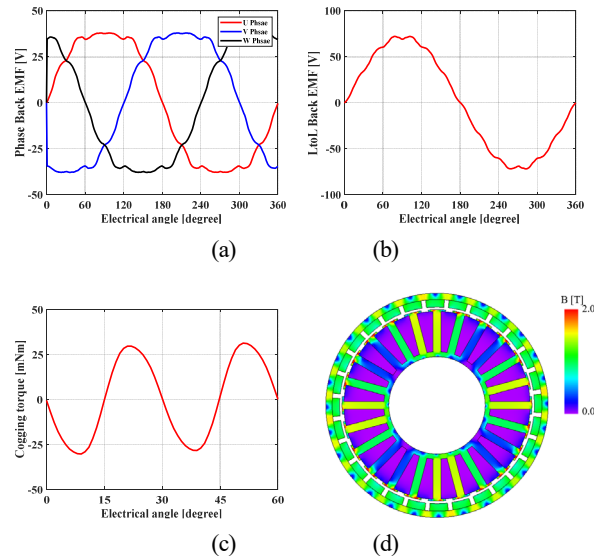 50
25
0
-25
-50
Phase Back EMF [V]
U Phsae
V Phsae
W Phsae
0 60 120 180 240 300 360
Electrical angle [degree]
(a)
100
50
0
-50
-100
LtoL Back EMF [V]
0 60 120 180 240 300 360
Electrical angle [degree]
(b)
50
25
0
-25
-50
Cogging torque [mNm]
0 15 30 45 60
Electrical angle [degree]
(c)
B [T]
2.0
0.0
(d)